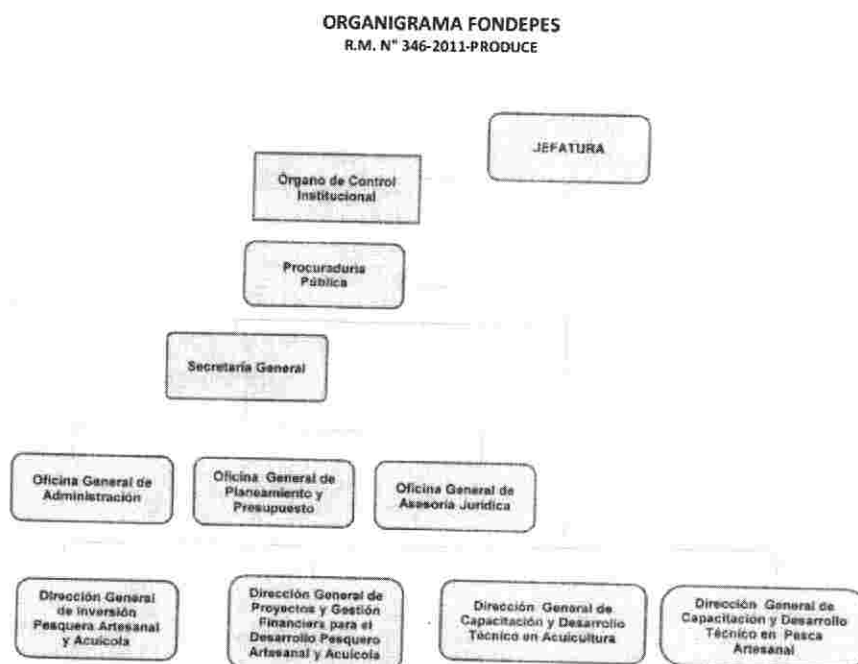 ORGANIGRAMA FONDEPES
R.M. N° 346-2011-PRODUCE
JEFATURA
Órgano de Control
Institucional
Procuraduría
Pública
Secretaría General
Oficina General de
Administración
Oficina General de
Planeamiento y
Presupuesto
Oficina General de
Asesoría Jurídica
Dirección General
de Inversión
Pesquera Artesanal
y Acuícola
Dirección General de
Proyectos y Gestión
Financiera para el
Desarrollo Pesquero
Artesanal y Acuícola
Dirección General de
Capacitación y Desarrollo
Técnico en Acuicultura
Dirección General de
Capacitación y Desarrollo
Técnico en Pesca
Artesanal